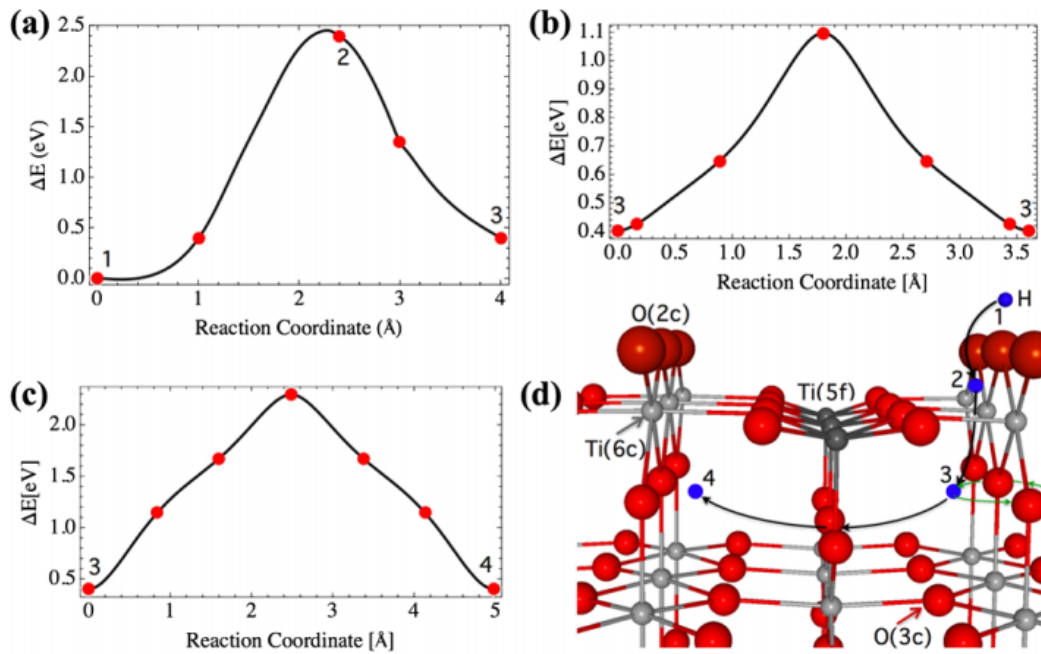 (a)
2.5
2.0
1.5
1.0
0.5
0.0
ΔE (eV)
1
2
3
0 1 2 3 4
Reaction Coordinate (Å)
(b)
1.1
1.0
0.9
0.8
0.7
0.6
0.5
0.4
ΔE[eV]
3
3
0.0 0.5 1.0 1.5 2.0 2.5 3.0 3.5
Reaction Coordinate [Å]
(c)
2.0
1.5
1.0
0.5
ΔE[eV]
3
4
0 1 2 3 4 5
Reaction Coordinate [Å]
(d)
O(2c)
H
1
2
Ti(5f)
Ti(6c)
4
3
O(3c)